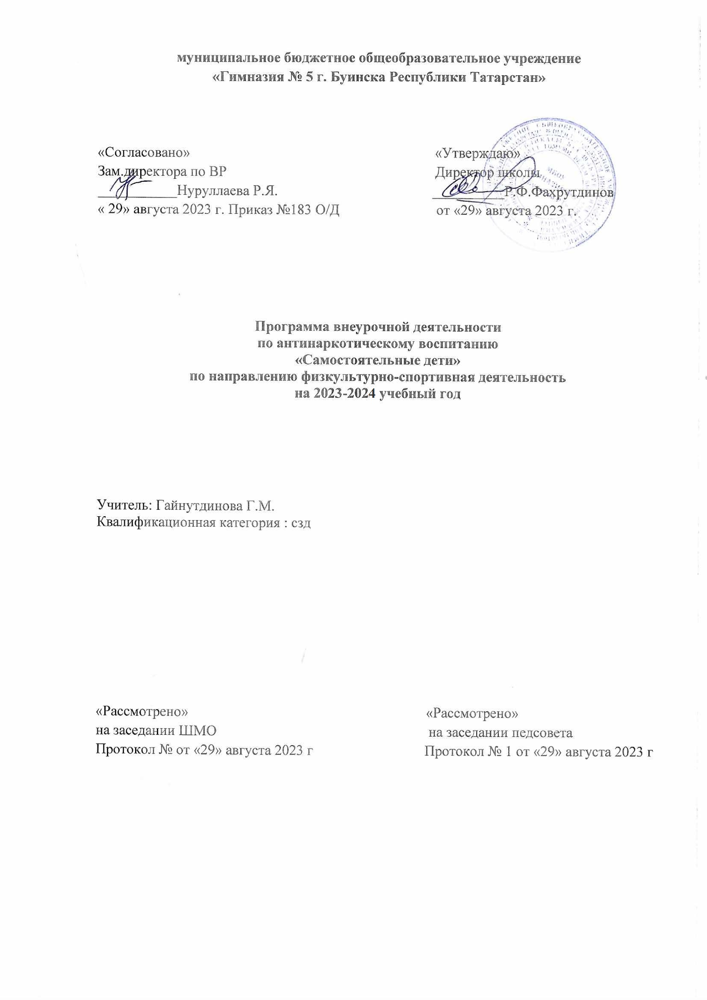 муниципальное бюджетное общеобразовательное учреждение
«Гимназия № 5 г. Буинска Республики Татарстан»
«Согласовано»
Зам.директора по ВР
___________Нуруллаева Р.Я.
« 29» августа 2023 г. Приказ №183 О/Д
«Утверждаю»
Директор школы
__________Р.Ф.Фахрутдинов
от «29» августа 2023 г.
МБОУ
Программа внеурочной деятельности
по антинаркотическому воспитанию
«Самостоятельные дети»
по направлению физкультурно-спортивная деятельность
на 2023-2024 учебный год
Учитель: Гайнутдинова Г.М.
Квалификационная категория : сзд
«Рассмотрено»
на заседании ШМО
Протокол № от «29» августа 2023 г
«Рассмотрено»
на заседании педсовета
Протокол № 1 от «29» августа 2023 г